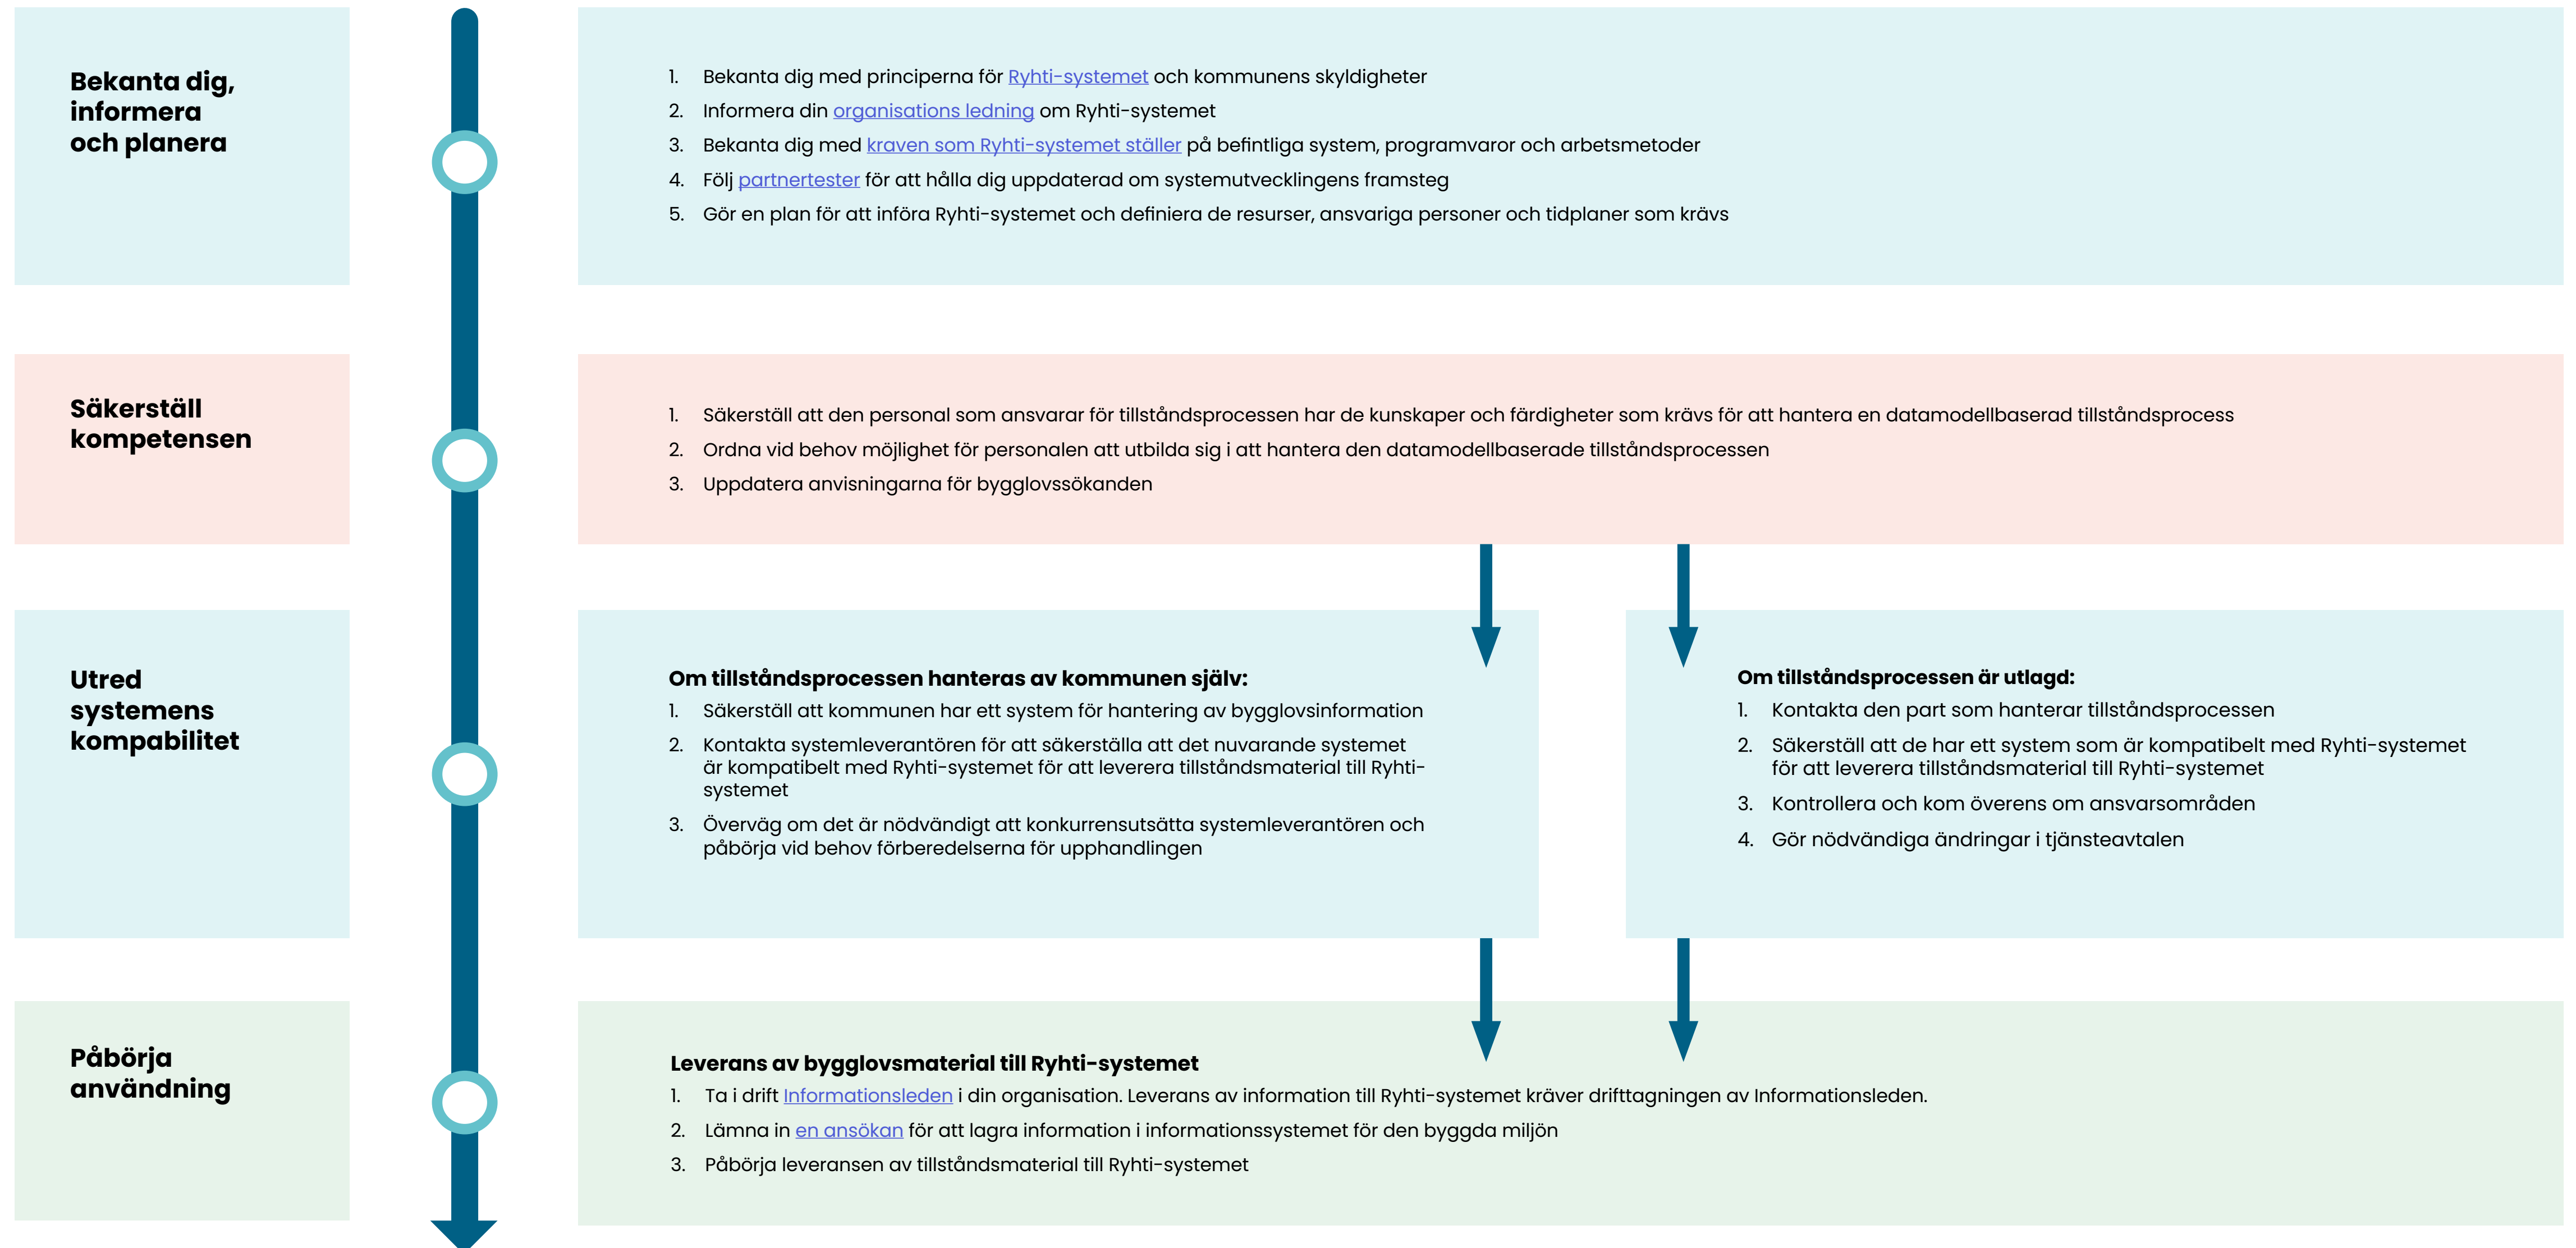 Bekanta dig,
informera
och planera
1. Bekanta dig med principerna för Ryhti-systemet och kommunens skyldigheter
2. Informera din organisations ledning om Ryhti-systemet
3. Bekanta dig med kraven som Ryhti-systemet ställer på befintliga system, programvaror och arbetsmetoder
4. Följ partnertester för att hålla dig uppdaterad om systemutvecklingens framsteg
5. Gör en plan för att införa Ryhti-systemet och definiera de resurser, ansvariga personer och tidplaner som krävs
Säkerställ
kompetensen
1. Säkerställ att den personal som ansvarar för tillståndsprocessen har de kunskaper och färdigheter som krävs för att hantera en datamodellbaserad tillståndsprocess
2. Ordna vid behov möjlighet för personalen att utbilda sig i att hantera den datamodellbaserade tillståndsprocessen
3. Uppdatera anvisningarna för bygglovssökanden
Utred
systemens
kompabilitet
Om tillståndsprocessen hanteras av kommunen själv:
1. Säkerställ att kommunen har ett system för hantering av bygglovsinformation
2. Kontakta systemleverantören för att säkerställa att det nuvarande systemet
är kompatibelt med Ryhti-systemet för att leverera tillståndsmaterial till Ryhti-
systemet
3. Överväg om det är nödvändigt att konkurrensutsätta systemleverantören och
påbörja vid behov förberedelserna för upphandlingen
Om tillståndsprocessen är utlagd:
1. Kontakta den part som hanterar tillståndsprocessen
2. Säkerställ att de har ett system som är kompatibelt med Ryhti-systemet
för att leverera tillståndsmaterial till Ryhti-systemet
3. Kontrollera och kom överens om ansvarsområden
4. Gör nödvändiga ändringar i tjänsteavtalen
Påbörja
användning
Leverans av bygglovsmaterial till Ryhti-systemet
1. Ta i drift Informationsleden i din organisation. Leverans av information till Ryhti-systemet kräver drifttagningen av Informationsleden.
2. Lämna in en ansökan för att lagra information i informationssystemet för den byggda miljön
3. Påbörja leveransen av tillståndsmaterial till Ryhti-systemet